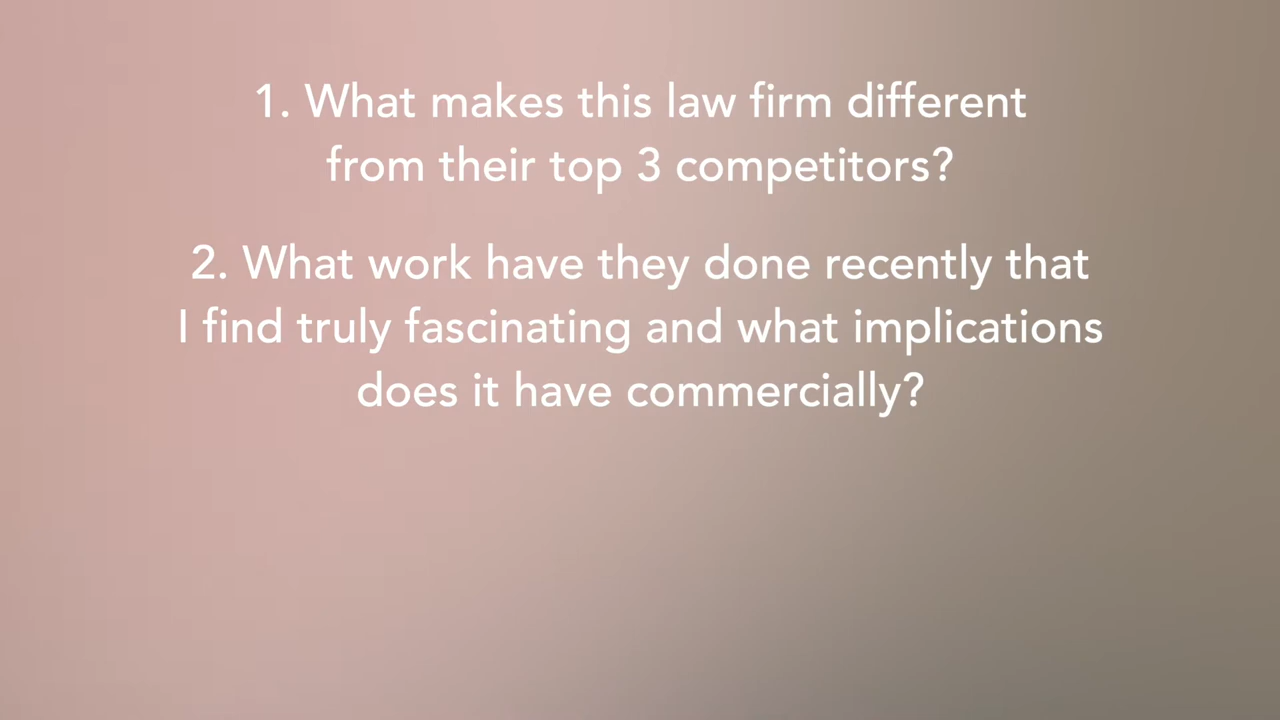 1. What makes this law firm different
from their top 3 competitors?
2. What work have they done recently that
I find truly fascinating and what implications
does it have commercially?